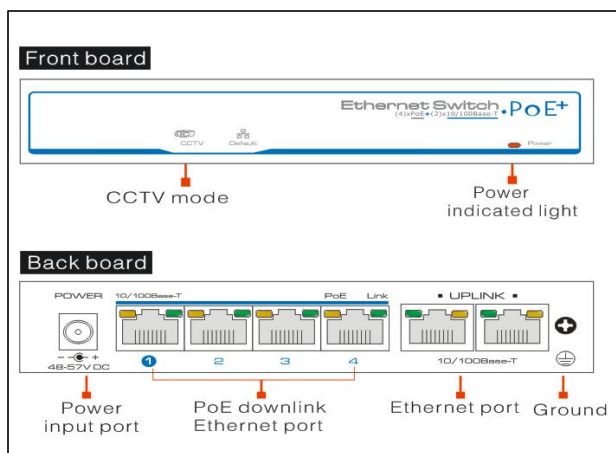 Front board
Ethernet Switch
(4)xPoE+(2)x10/100Base-T
•PoE+
CCTV
Default
Power
CCTV mode
Power
indicated light
Back board
POWER
10/100Base-T
PoE
Link
▪ UPLINK ▪
- +
48-57V DC
1
2
3
4
10/100Base-T
Power
input port
PoE downlink
Ethernet port
Ethernet port
Ground